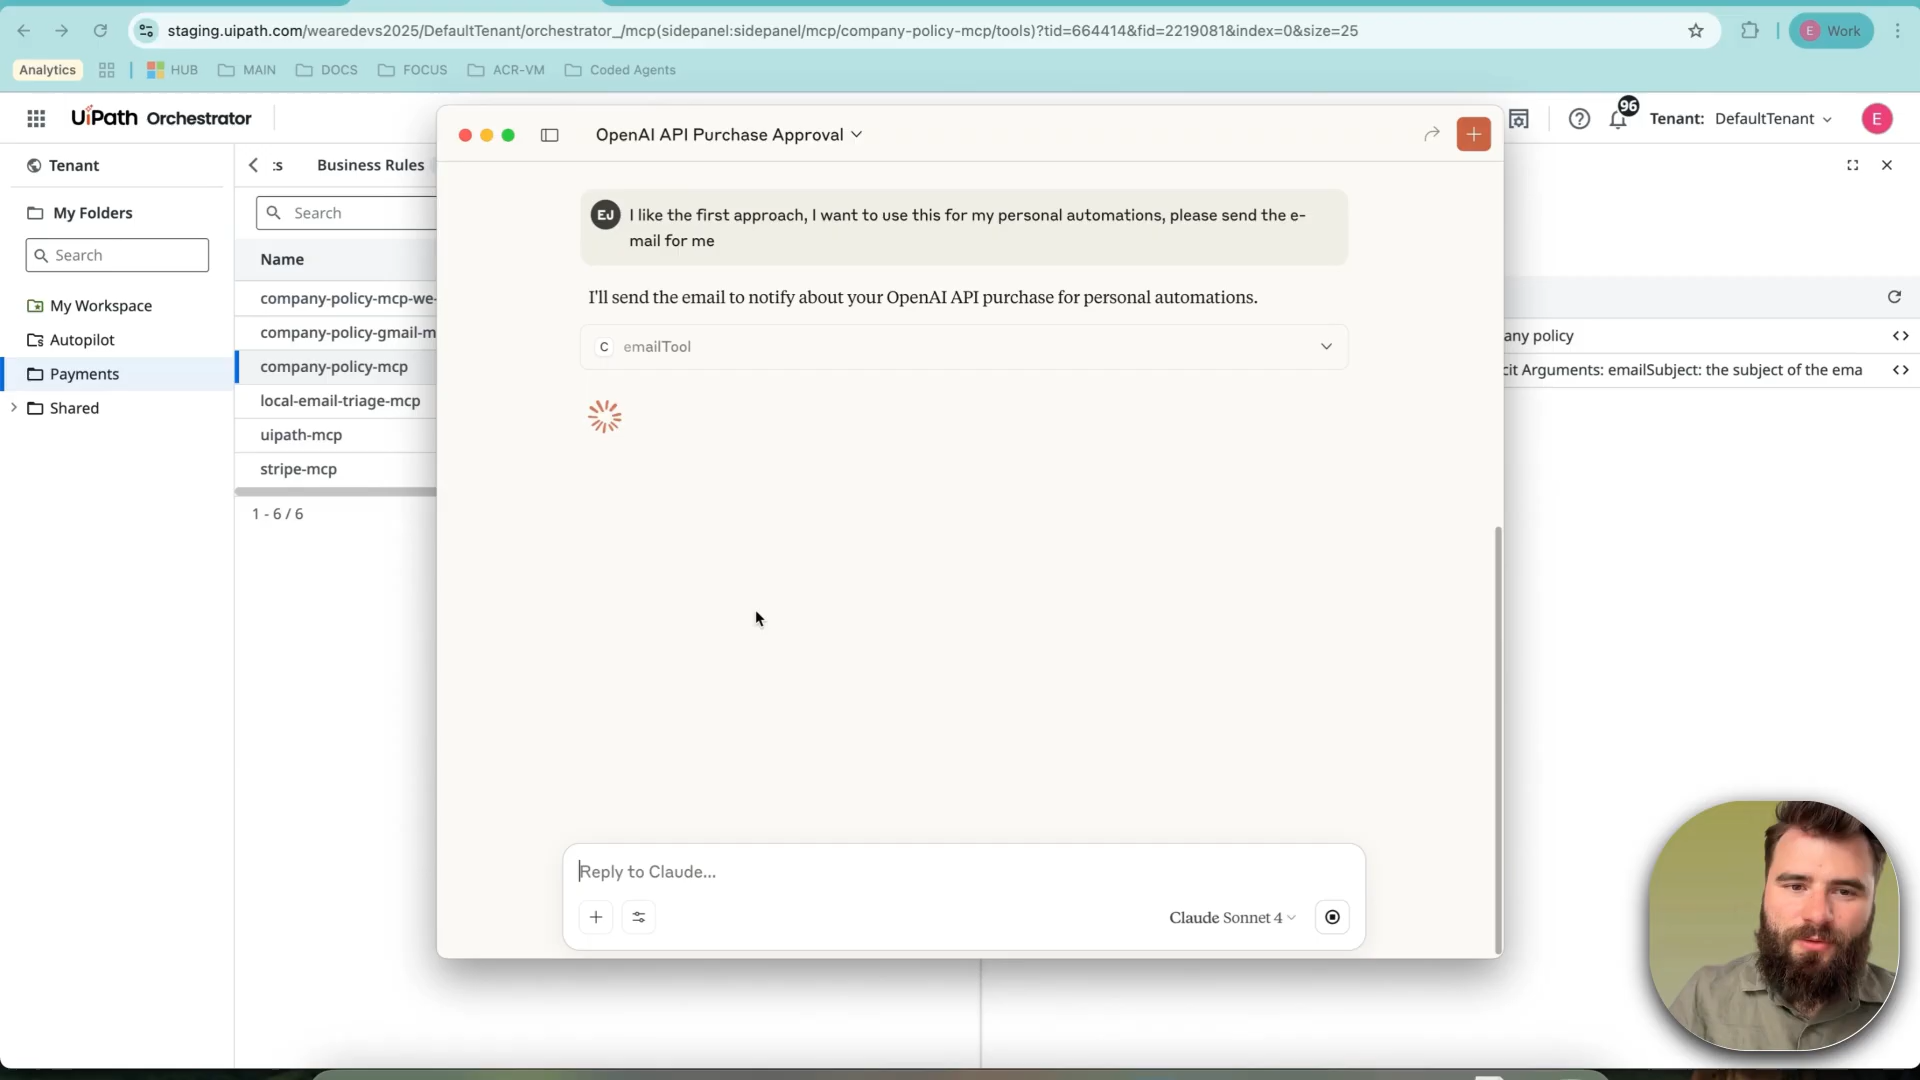 staging.uipath.com/wearedevs2025/DefaultTenant/orchestrator_/mcp(sidepanel:sidepanel/mcp/company-policy-mcp/tools)?tid=664414&fid=2219081&index=0&size=25
E Work
Analytics
HUB
MAIN
DOCS
FOCUS
ACR-VM
Coded Agents
UiPath Orchestrator
96
Tenant: DefaultTenant
E
Tenant
My Folders
Search
My Workspace
Autopilot
Payments
Shared
:s
Business Rules
Search
Name
company-policy-mcp-we-
company-policy-gmail-m
company-policy-mcp
local-email-triage-mcp
uipath-mcp
stripe-mcp
1 - 6 / 6
OpenAI API Purchase Approval
EJ
I like the first approach, I want to use this for my personal automations, please send the e-
mail for me
I'll send the email to notify about your OpenAI API purchase for personal automations.
C emailTool
Reply to Claude...
Claude Sonnet 4
any policy
cit Arguments: emailSubject: the subject of the ema